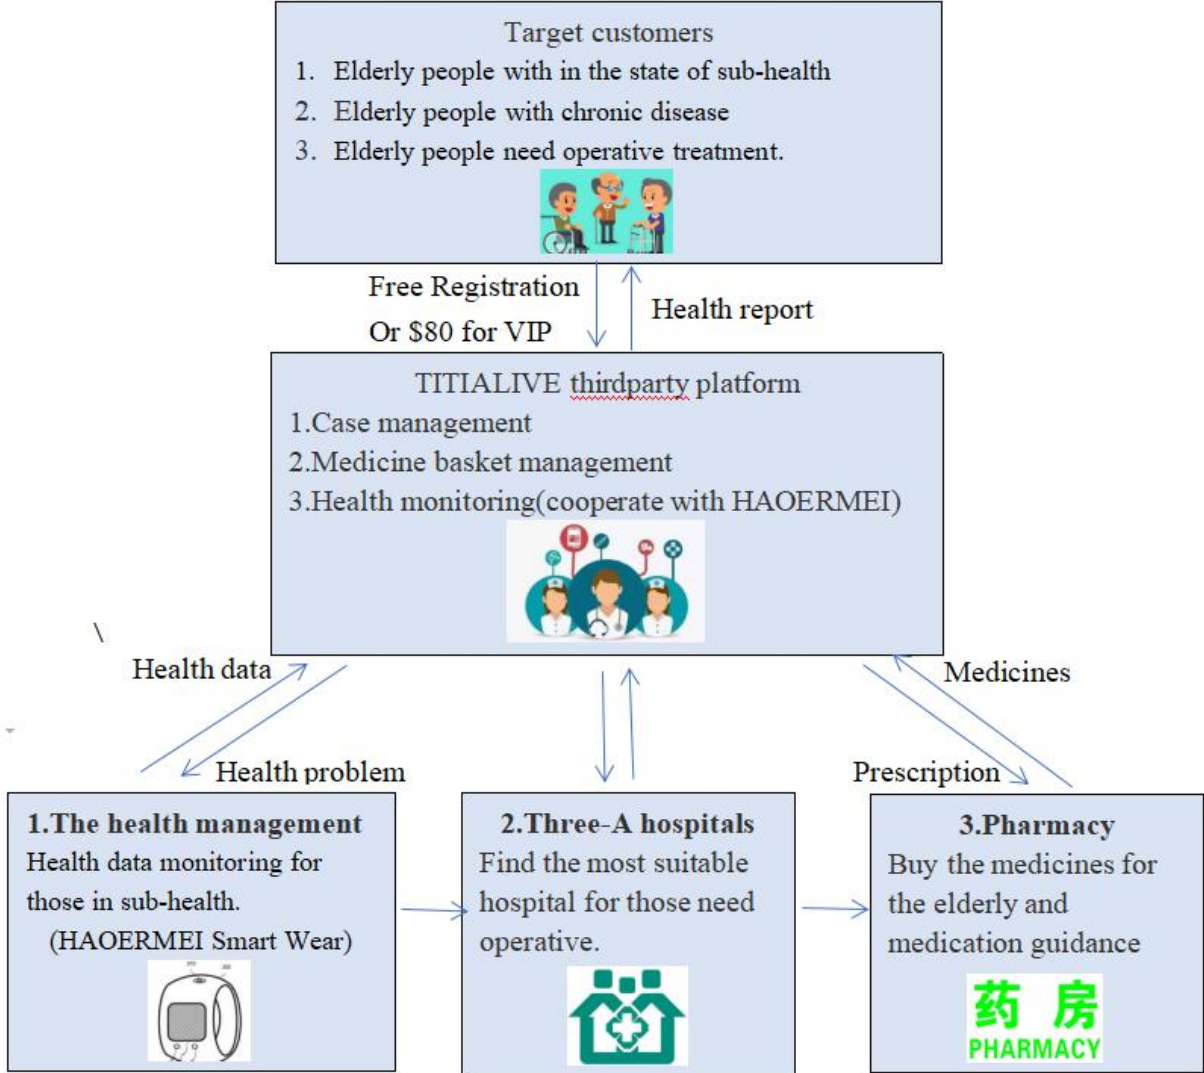 Target customers
1. Elderly people with in the state of sub-health
2. Elderly people with chronic disease
3. Elderly people need operative treatment.
Free Registration
Or $80 for VIP
Health report
TITIALIVE thirdparty platform
1.Case management
2.Medicine basket management
3.Health monitoring(cooperate with HAOERMEI)
\
Health data
Medicines
Health problem
Prescription
1.The health management
Health data monitoring for
those in sub-health.
(HAOERMEI Smart Wear)
2.Three-A hospitals
Find the most suitable
hospital for those need
operative.
3.Pharmacy
Buy the medicines for
the elderly and
medication guidance
药 房
PHARMACY